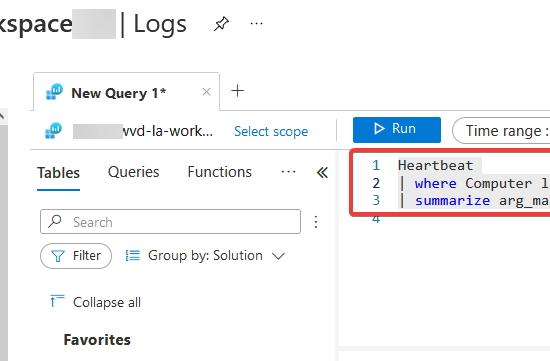 kspace | Logs
New Query 1*
wvd-la-work... Select scope Run Time range :
Tables Queries Functions
Search
Filter Group by: Solution
Collapse all
Favorites
1 Heartbeat
2 | where Computer
3 | summarize arg_ma
4